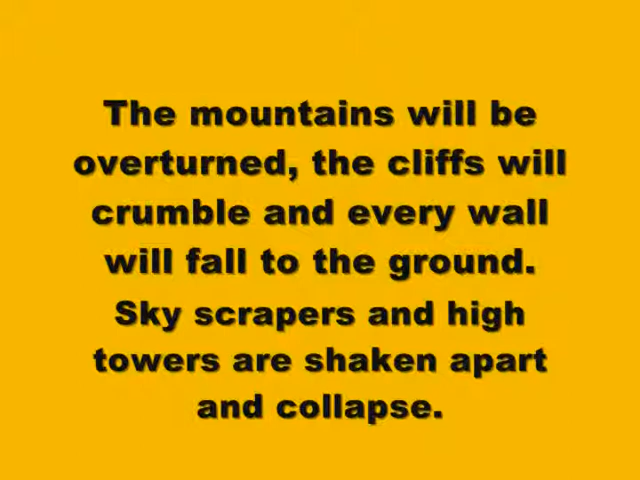 The mountains will be
overturned, the cliffs will
crumble and every wall
will fall to the ground.
Sky scrapers and high
towers are shaken apart
and collapse.